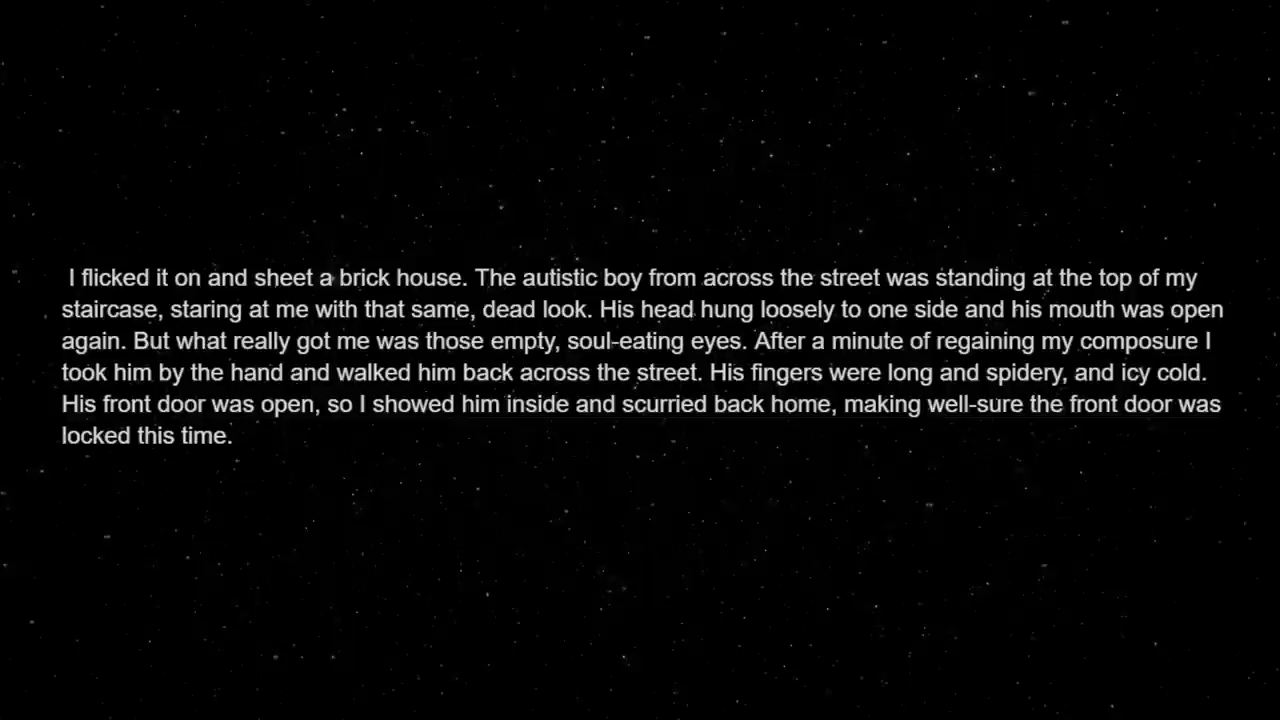 I flicked it on and sheet a brick house. The autistic boy from across the street was standing at the top of my
staircase, staring at me with that same, dead look. His head hung loosely to one side and his mouth was open
again. But what really got me was those empty, soul-eating eyes. After a minute of regaining my composure I
took him by the hand and walked him back across the street. His fingers were long and spidery, and icy cold.
His front door was open, so I showed him inside and scurried back home, making well-sure the front door was
locked this time.